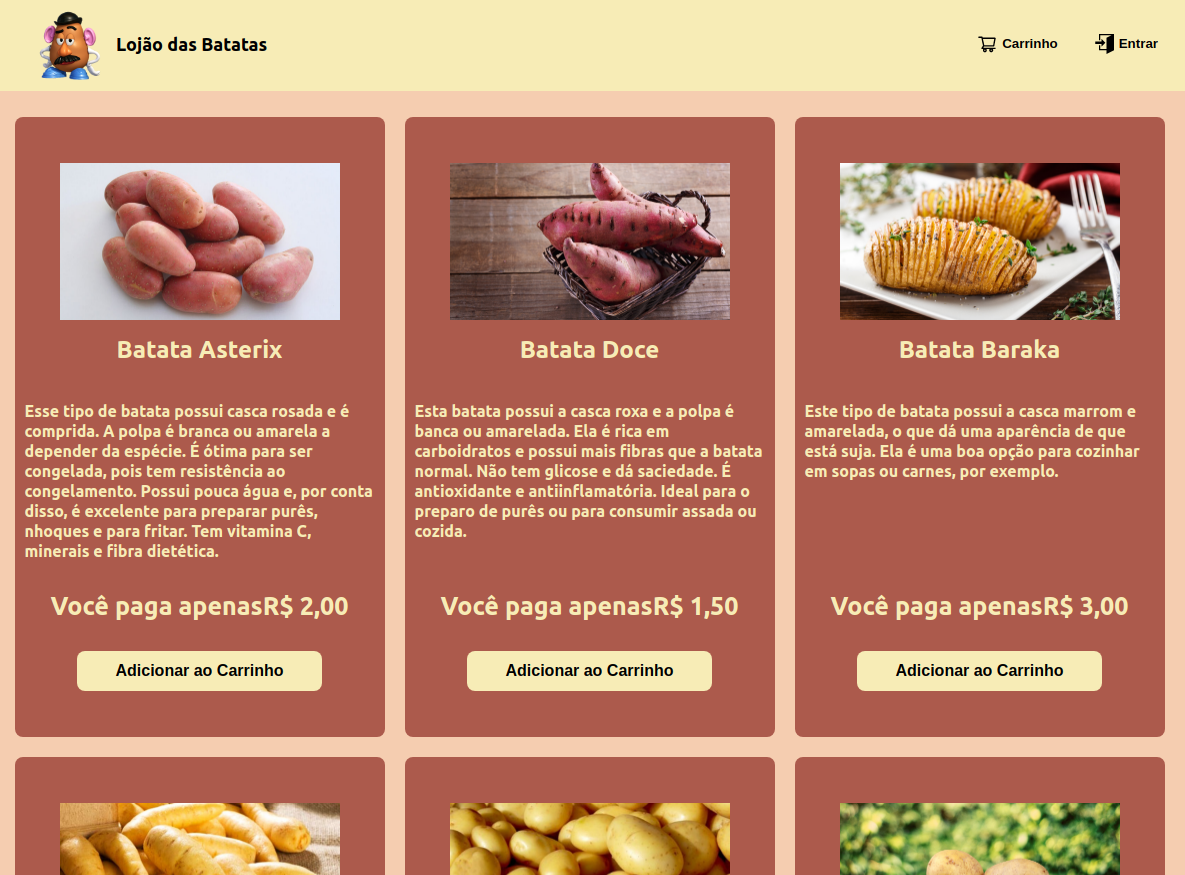 Lojão das Batatas
Carrinho
Entrar
Batata Asterix
Esse tipo de batata possui casca rosada e é
comprida. A polpa é branca ou amarela a
depender da espécie. É ótima para ser
congelada, pois tem resistência ao
congelamento. Possui pouca água e, por conta
disso, é excelente para preparar purês,
nhoques e para fritar. Tem vitamina C,
minerais e fibra dietética.
Você paga apenasR$ 2,00
Adicionar ao Carrinho
Batata Doce
Esta batata possui a casca roxa e a polpa é
banca ou amarelada. Ela é rica em
carboidratos e possui mais fibras que a batata
normal. Não tem glicose e dá saciedade. É
antioxidante e antiinflamatória. Ideal para o
preparo de purês ou para consumir assada ou
cozida.
Você paga apenasR$ 1,50
Adicionar ao Carrinho
Batata Baraka
Este tipo de batata possui a casca marrom e
amarelada, o que dá uma aparência de que
está suja. Ela é uma boa opção para cozinhar
em sopas ou carnes, por exemplo.
Você paga apenasR$ 3,00
Adicionar ao Carrinho